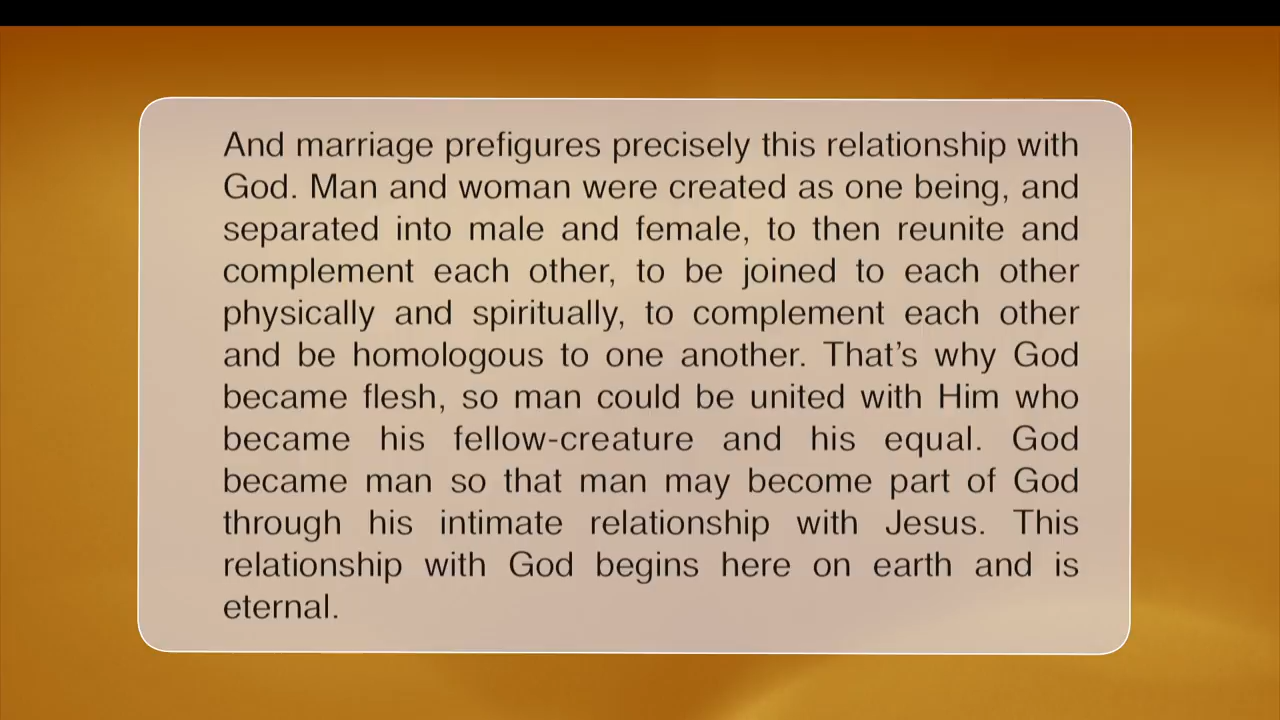 And marriage prefigures precisely this relationship with
God. Man and woman were created as one being, and
separated into male and female, to then reunite and
complement each other, to be joined to each other
physically and spiritually, to complement each other
and be homologous to one another. That’s why God
became flesh, so man could be united with Him who
became his fellow-creature and his equal. God
became man so that man may become part of God
through his intimate relationship with Jesus. This
relationship with God begins here on earth and is
eternal.